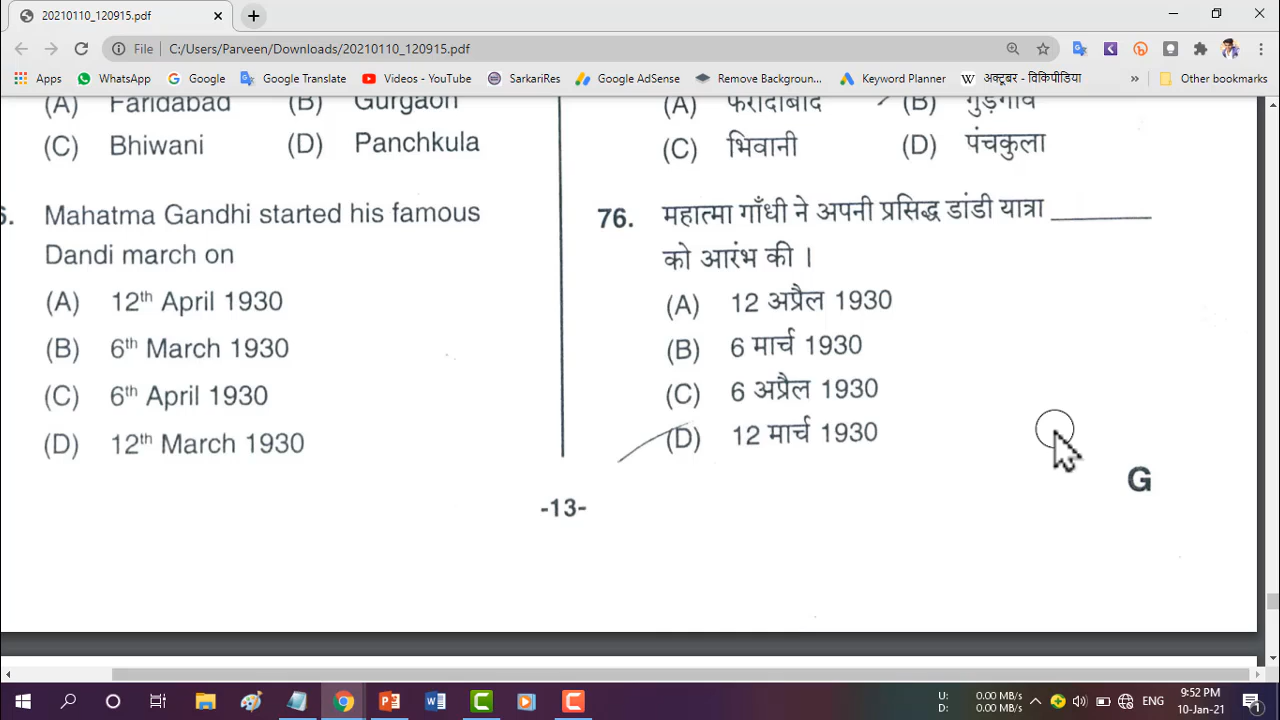 20210110_120915.pdf
File C:/Users/Parveen/Downloads/20210110_120915.pdf
Apps WhatsApp Google Google Translate Videos - YouTube SarkariRes Google AdSense Remove Backgroun... Keyword Planner अक्टूबर - विकिपीडिया » Other bookmarks
(A) Faridabad (B) Gurgaon
(C) Bhiwani (D) Panchkula
6. Mahatma Gandhi started his famous
Dandi march on
(A) 12th April 1930
(B) 6th March 1930
(C) 6th April 1930
(D) 12th March 1930
(A) फरीदाबाद (B) गुड़गांव
(C) भिवानी (D) पंचकुला
76. महात्मा गाँधी ने अपनी प्रसिद्ध डांडी यात्रा ________
को आरंभ की ।
(A) 12 अप्रैल 1930
(B) 6 मार्च 1930
(C) 6 अप्रैल 1930
(D) 12 मार्च 1930
G
-13-
U: 0.00 MB/s
D: 0.00 MB/s
ENG
9:52 PM
10-Jan-21
1